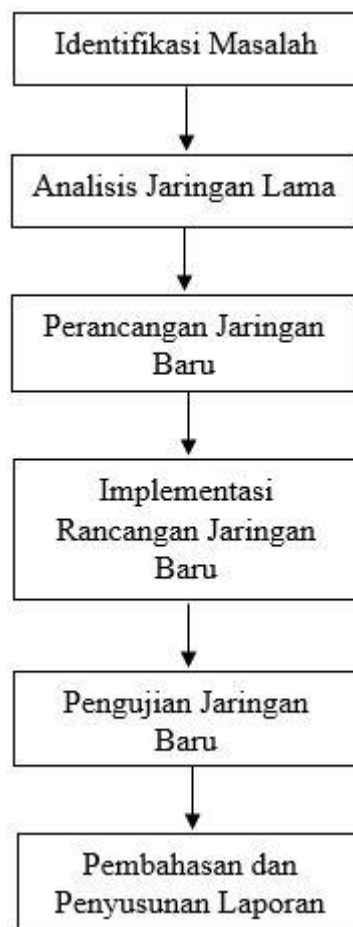 Identifikasi Masalah
Analisis Jaringan Lama
Perancangan Jaringan
Baru
Implementasi
Rancangan Jaringan
Baru
Pengujian Jaringan
Baru
Pembahasan dan
Penyusunan Laporan